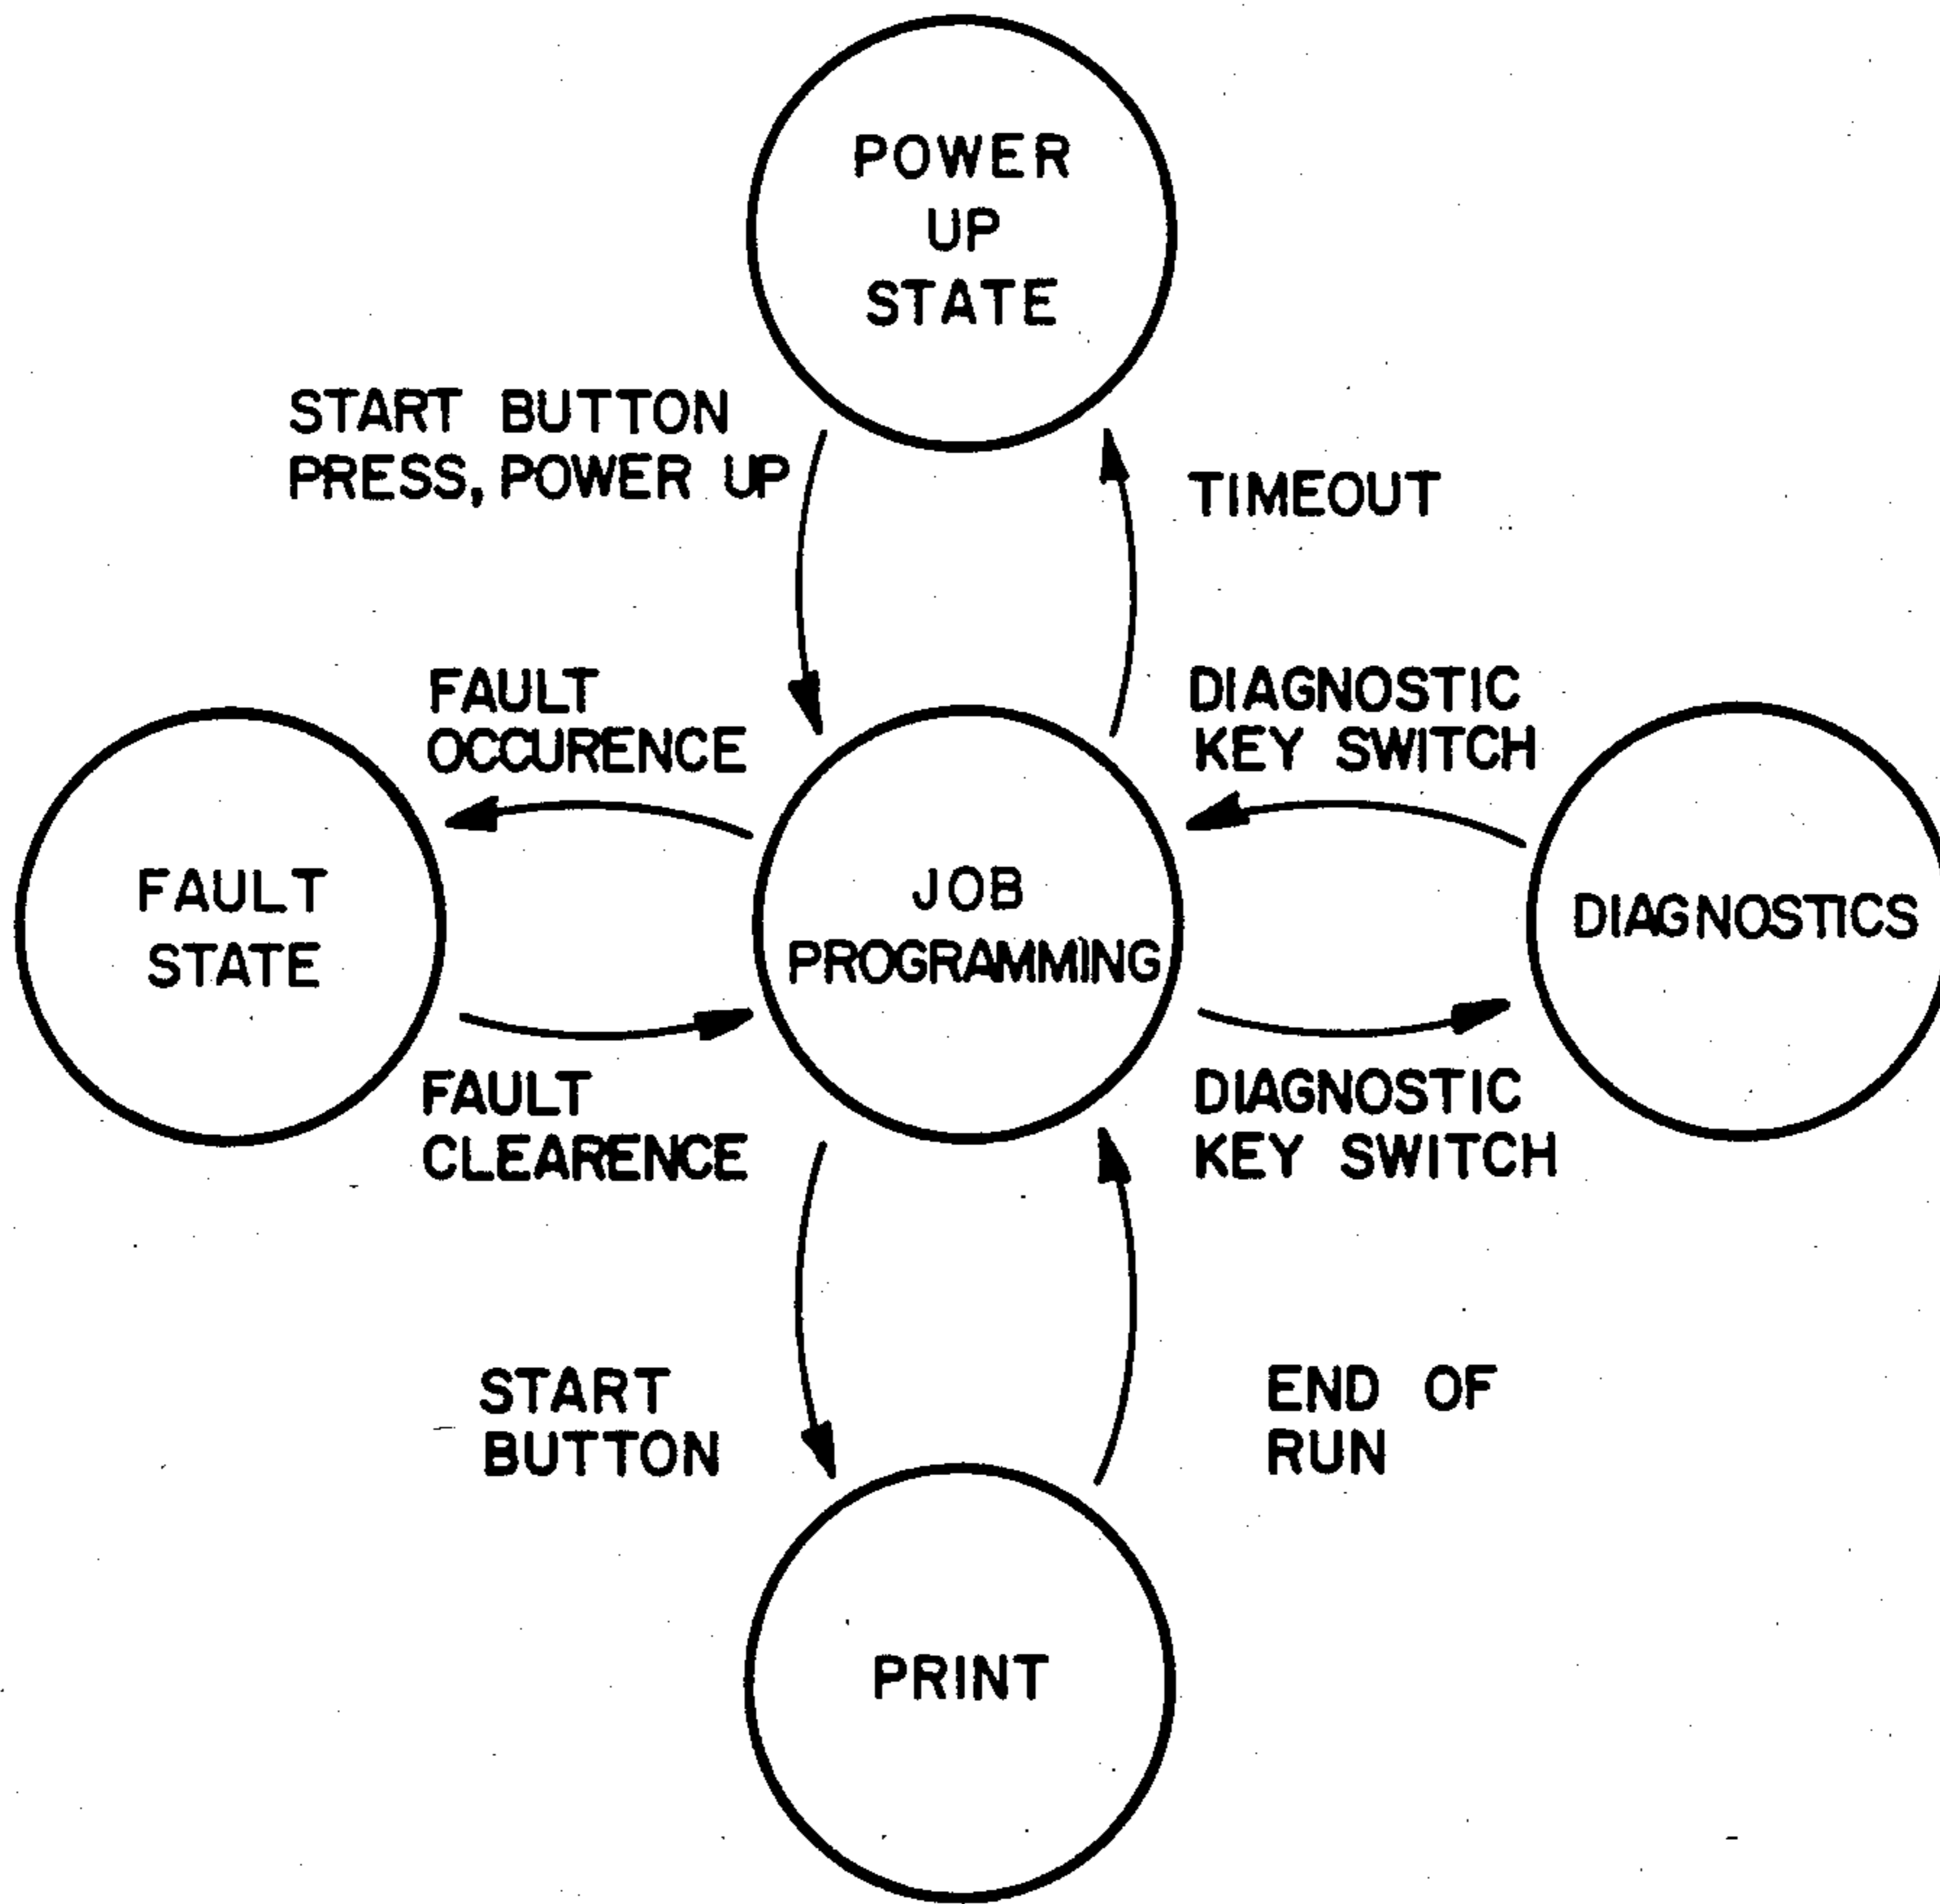 POWER
UP
STATE
START BUTTON
PRESS, POWER UP
TIMEOUT
FAULT
OCCURENCE
DIAGNOSTIC
KEY SWITCH
FAULT
STATE
JOB
PROGRAMMING
DIAGNOSTICS
FAULT
CLEARENCE
DIAGNOSTIC
KEY SWITCH
START
BUTTON
END OF
RUN
PRINT